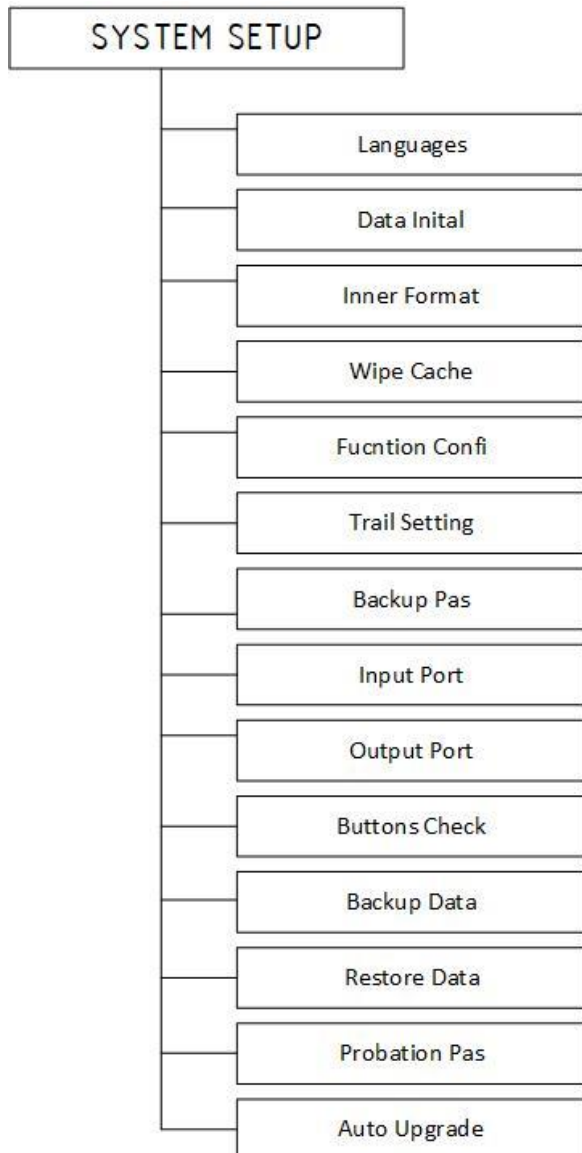 SYSTEM SETUP
Languages
Data Inital
Inner Format
Wipe Cache
Fucntion Confi
Trail Setting
Backup Pas
Input Port
Output Port
Buttons Check
Backup Data
Restore Data
Probation Pas
Auto Upgrade